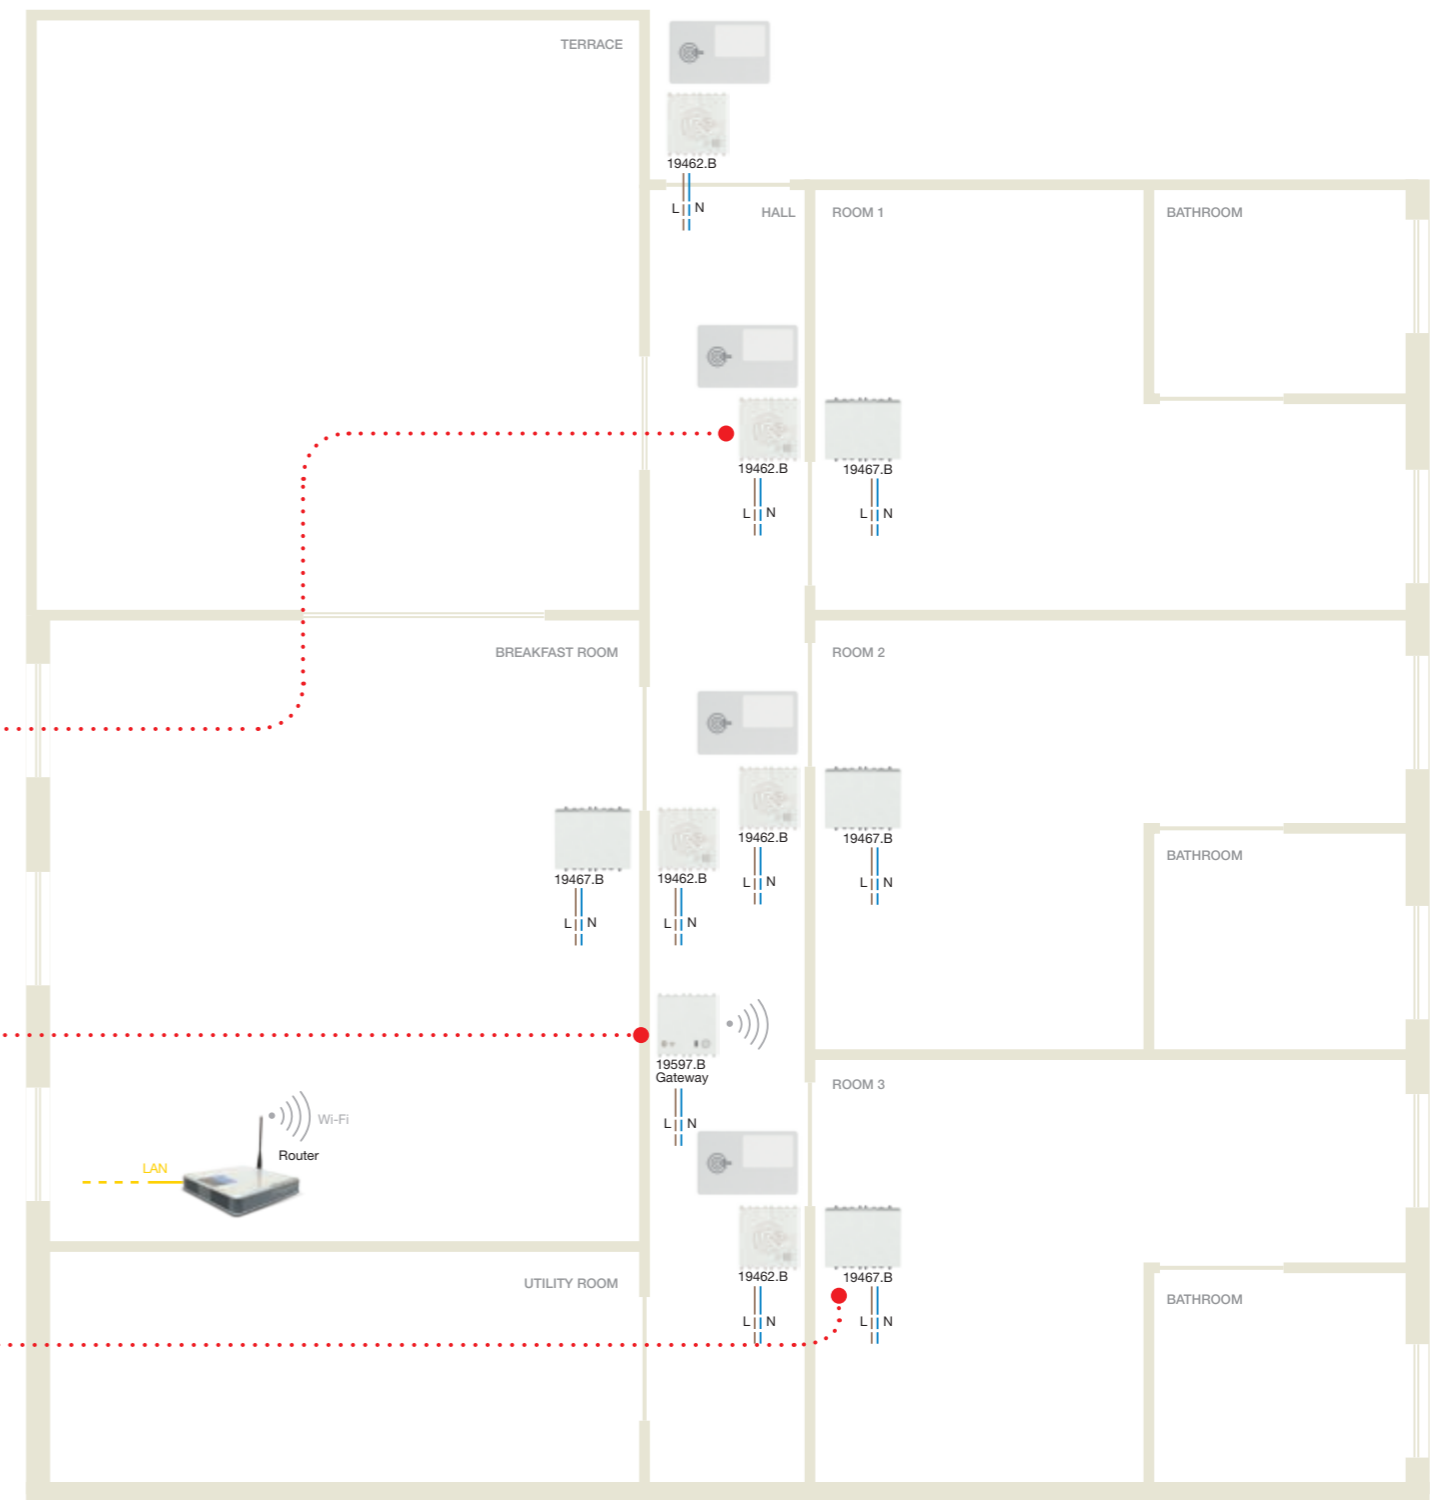 TERRACE
19462.B
L N
HALL
ROOM 1
BATHROOM
19462.B
L N
19467.B
L N
BREAKFAST ROOM
ROOM 2
19462.B
L N
19467.B
L N
BATHROOM
19467.B
L N
19462.B
L N
19597.B
Gateway
L N
ROOM 3
Wi-Fi
Router
LAN
UTILITY ROOM
19462.B
L N
19467.B
L N
BATHROOM